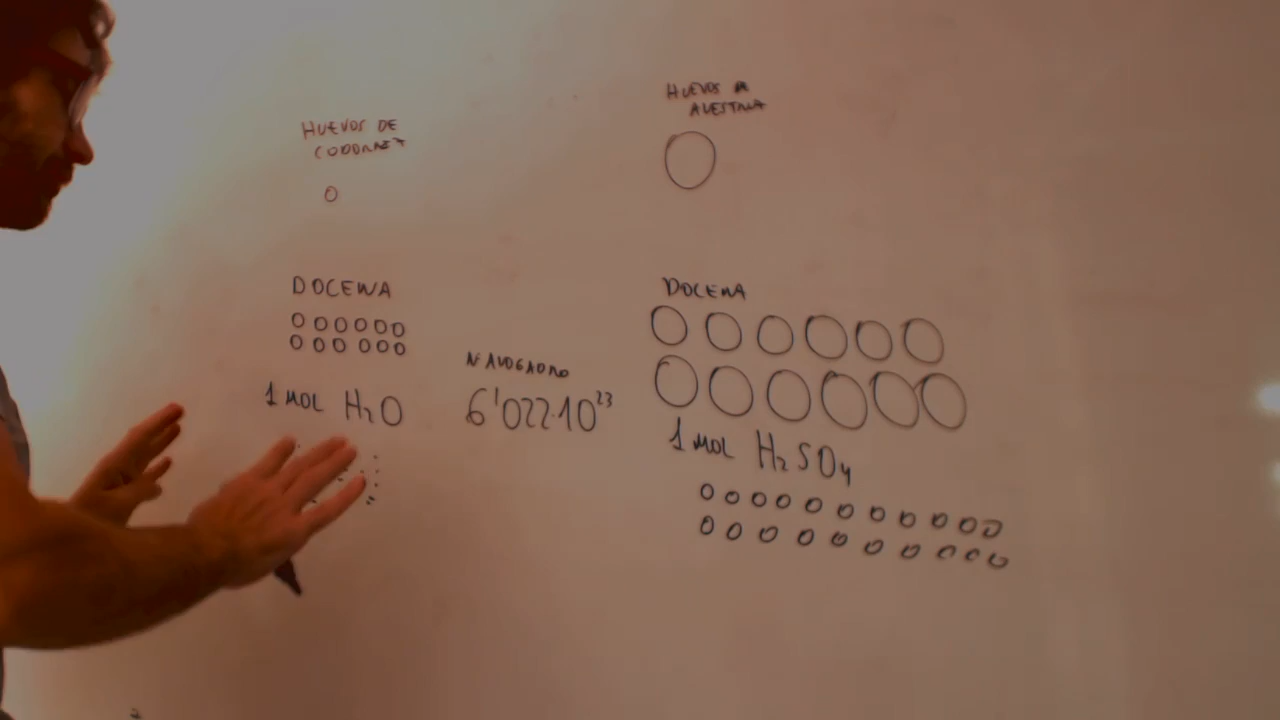 HUEVOS DE
CODORNIZ
HUEVOS DE
AVESTRUZ
DOCENA
DOCENA
1 MOL H₂O
Nº AVOGADRO
6'022·10²³
1 MOL H₂SO₄